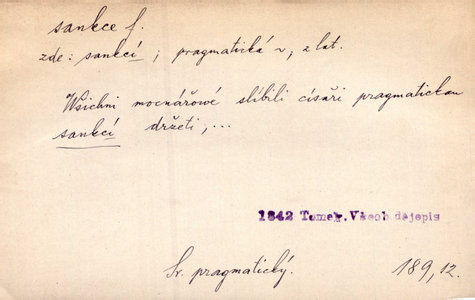 sankce f.
zde: sankcí ; pragmatická ~, z lat.
Wšichni mocnářowé slíbili císaři pragmatickau
sankcí držeti,...
1842 Tomek. Všeob dějepis
Sv. pragmatický. 189,12.